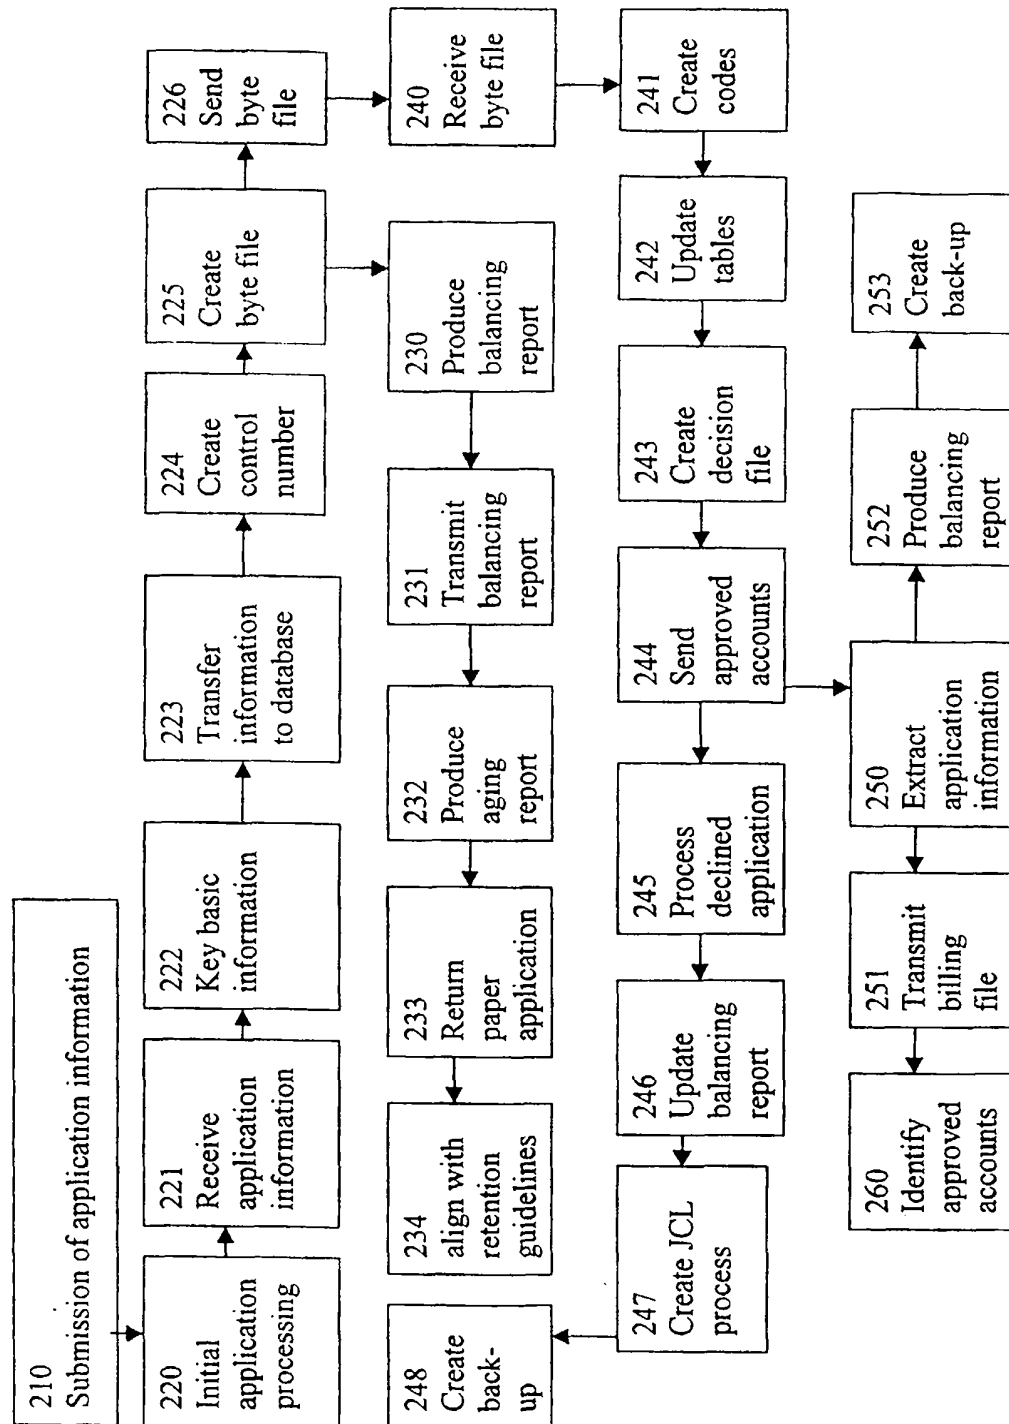 210
Submission of application information
220
Initial
application
processing
221
Receive
application
information
222
Key basic
information
223
Transfer
information
to database
224
Create
control
number
225
Create
byte file
226
Send
byte
file
230
Produce
balancing
report
231
Transmit
balancing
report
232
Produce
aging
report
233
Return
paper
application
234
align with
retention
guidelines
240
Receive
byte file
241
Create
codes
242
Update
tables
243
Create
decision
file
244
Send
approved
accounts
245
Process
declined
application
246
Update
balancing
report
247
Create JCL
process
248
Create
back-
up
250
Extract
application
information
251
Transmit
billing
file
252
Produce
balancing
report
253
Create
back-up
260
Identify
approved
accounts